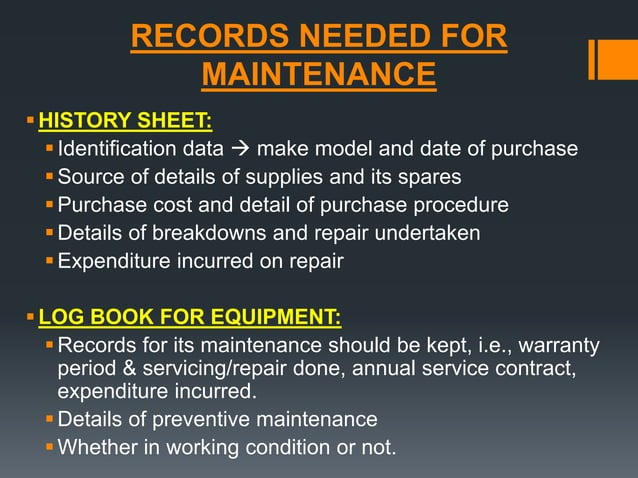 RECORDS NEEDED FOR
MAINTENANCE
▪HISTORY SHEET:
▪Identification data → make model and date of purchase
▪Source of details of supplies and its spares
▪Purchase cost and detail of purchase procedure
▪Details of breakdowns and repair undertaken
▪Expenditure incurred on repair
▪LOG BOOK FOR EQUIPMENT:
▪Records for its maintenance should be kept, i.e., warranty
period & servicing/repair done, annual service contract,
expenditure incurred.
▪Details of preventive maintenance
▪Whether in working condition or not.